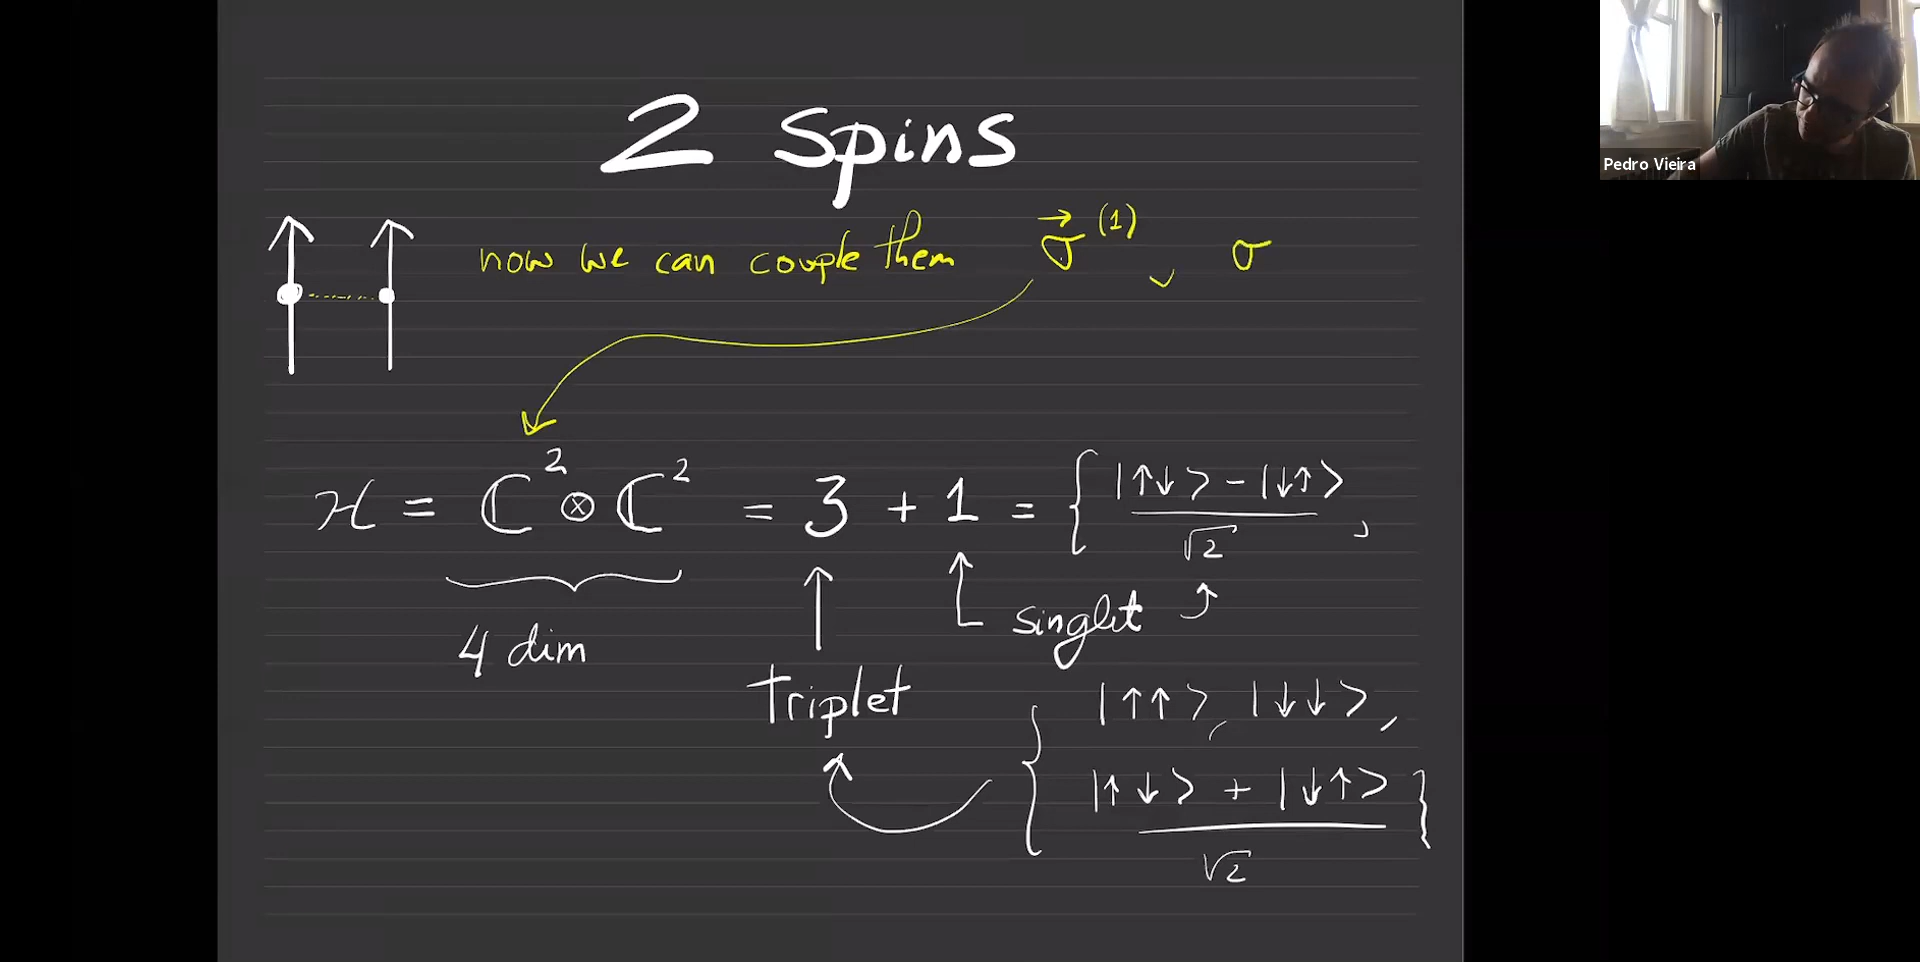 2 Spins
Pedro Vieira
now we can couple them σ⃗ ⁽¹⁾ , σ
ℋ = ℂ² ⊗ ℂ² = 3 + 1 = { |↑↓> - |↓↑> / √2 ,
4 dim
singlet
Triplet
{ |↑↑>, |↓↓>,
|↑↓> + |↓↑> / √2 }